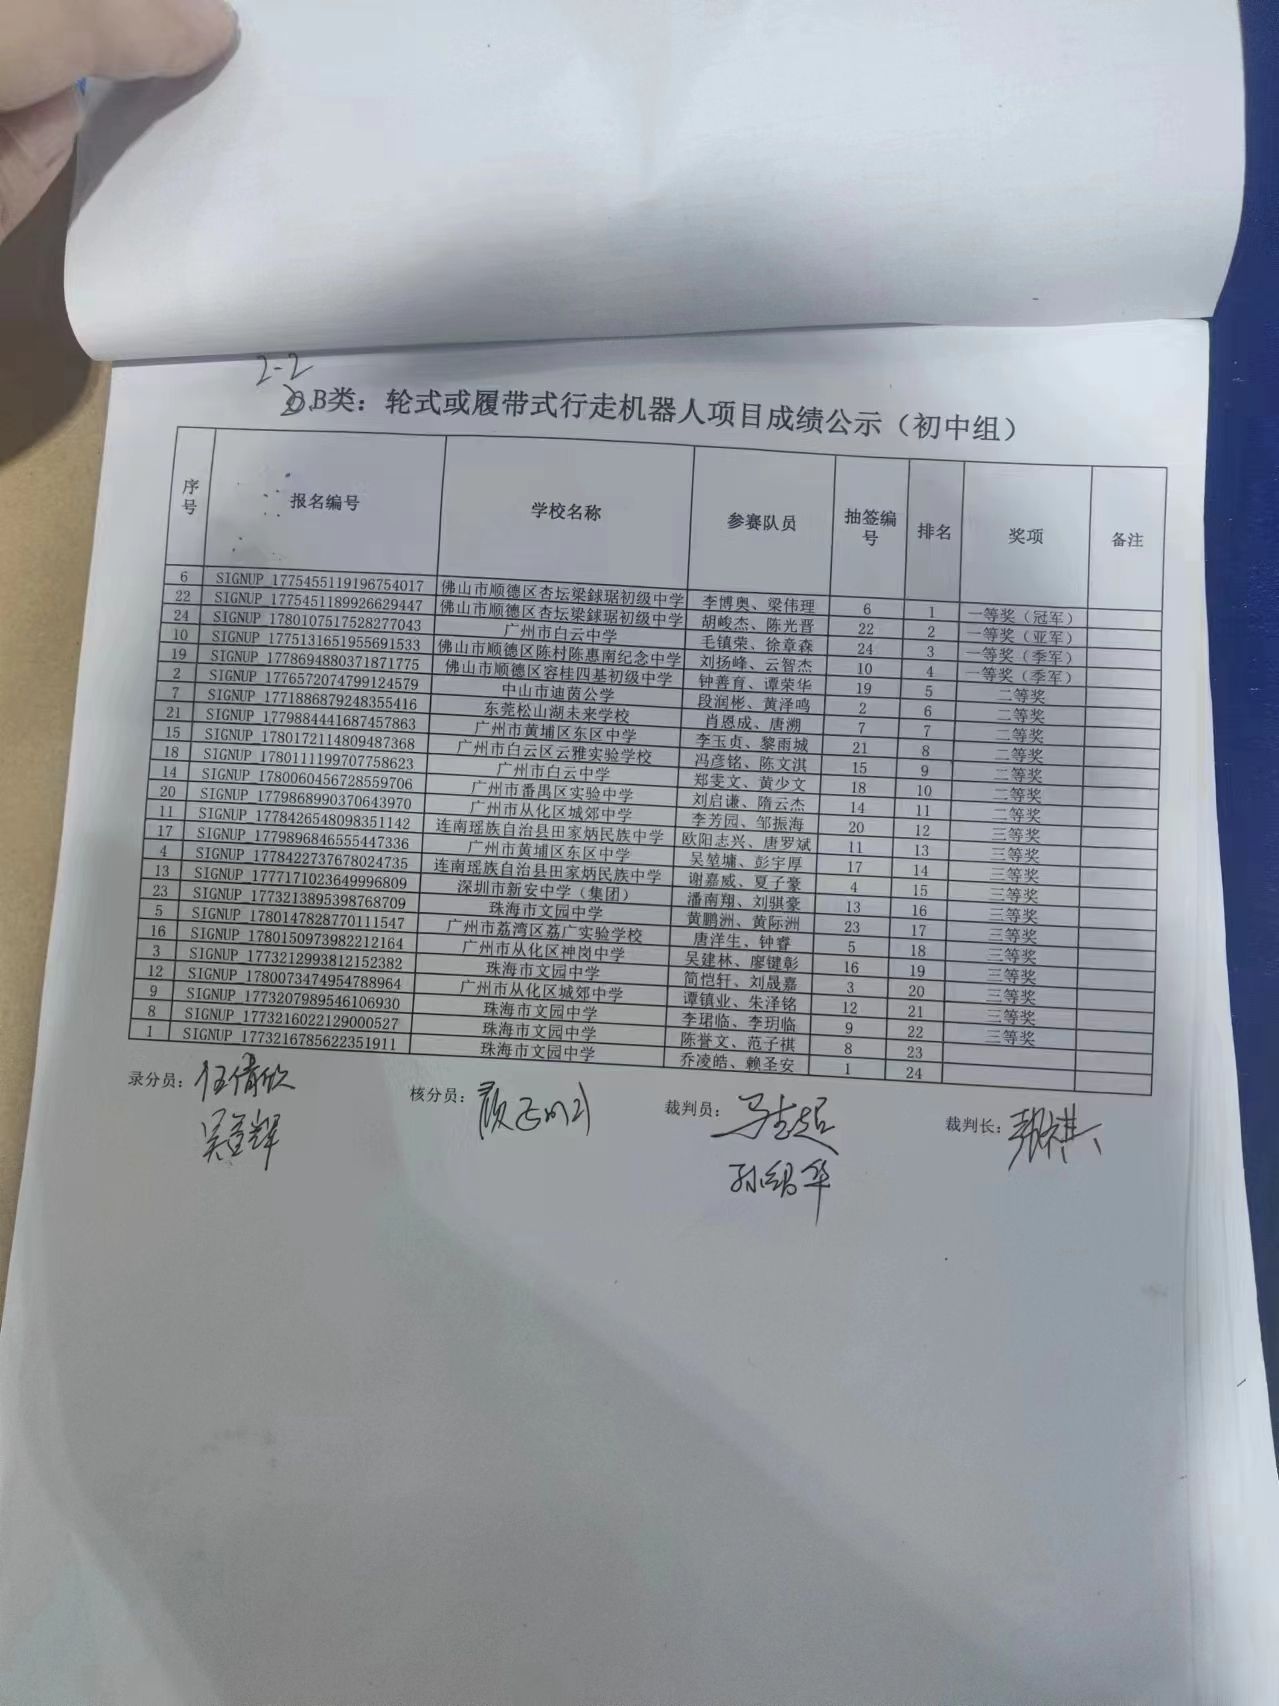 2-2
B类：轮式或履带式行走机器人项目成绩公示（初中组）
序号 报名编号 学校名称 参赛队员 抽签编号 排名 奖项 备注
6 SIGNUP_1775455119196754017 佛山市顺德区杏坛梁銶琚初级中学 李博奥、梁伟理 6 1 一等奖（冠军）
22 SIGNUP_1775451189926629447 佛山市顺德区杏坛梁銶琚初级中学 胡峻杰、陈光晋 22 2 一等奖（亚军）
24 SIGNUP_1780107517528277043 广州市白云中学 毛镇荣、徐章森 24 3 一等奖（季军）
10 SIGNUP_1775131651955691533 佛山市顺德区陈村陈惠南纪念中学 刘扬峰、云智杰 10 4 一等奖（季军）
19 SIGNUP_1778694880371871775 佛山市顺德区容桂四基初级中学 钟善育、谭荣华 19 5 二等奖
2 SIGNUP_1776572074799124579 中山市迪茵公学 段润彬、黄泽鸣 2 6 二等奖
7 SIGNUP_1771886879248355416 东莞松山湖未来学校 肖恩成、唐溯 7 7 二等奖
21 SIGNUP_1779884441687457863 广州市黄埔区东区中学 李玉贞、黎雨城 21 8 二等奖
15 SIGNUP_1780172114809487368 广州市白云区云雅实验学校 冯彦铭、陈文淇 15 9 二等奖
18 SIGNUP_1780111199707758623 广州市白云中学 郑雯文、黄少文 18 10 二等奖
14 SIGNUP_1780060456728559706 广州市番禺区实验中学 刘启谦、隋云杰 14 11 二等奖
20 SIGNUP_1779868990370643970 广州市从化区城郊中学 李芳园、邹振海 20 12 三等奖
11 SIGNUP_1778426548098351142 连南瑶族自治县田家炳民族中学 欧阳志兴、唐罗斌 11 13 三等奖
17 SIGNUP_1779896846555447336 广州市黄埔区东区中学 吴堃墉、彭宇厚 17 14 三等奖
4 SIGNUP_1778422737678024735 连南瑶族自治县田家炳民族中学 谢嘉威、夏子豪 4 15 三等奖
13 SIGNUP_1777171023649996809 深圳市新安中学（集团） 潘南翔、刘骐豪 13 16 三等奖
23 SIGNUP_1773213895398768709 珠海市文园中学 黄鹏洲、黄际洲 23 17 三等奖
5 SIGNUP_1780147828770111547 广州市荔湾区荔广实验学校 唐洋生、钟睿 5 18 三等奖
16 SIGNUP_1780150973982212164 广州市从化区神岗中学 吴建林、廖键彰 16 19 三等奖
3 SIGNUP_1773212993812152382 珠海市文园中学 简恺轩、刘晟嘉 3 20 三等奖
12 SIGNUP_1780073474954788964 广州市从化区城郊中学 谭镇业、朱泽铭 12 21 三等奖
9 SIGNUP_1773207989546106930 珠海市文园中学 李珺临、李玥临 9 22 三等奖
8 SIGNUP_1773216022129000527 珠海市文园中学 陈誉文、范子祺 8 23
1 SIGNUP_1773216785622351911 珠海市文园中学 乔凌皓、赖圣安 1 24
录分员： 核分员： 裁判员： 裁判长：
孙绍华